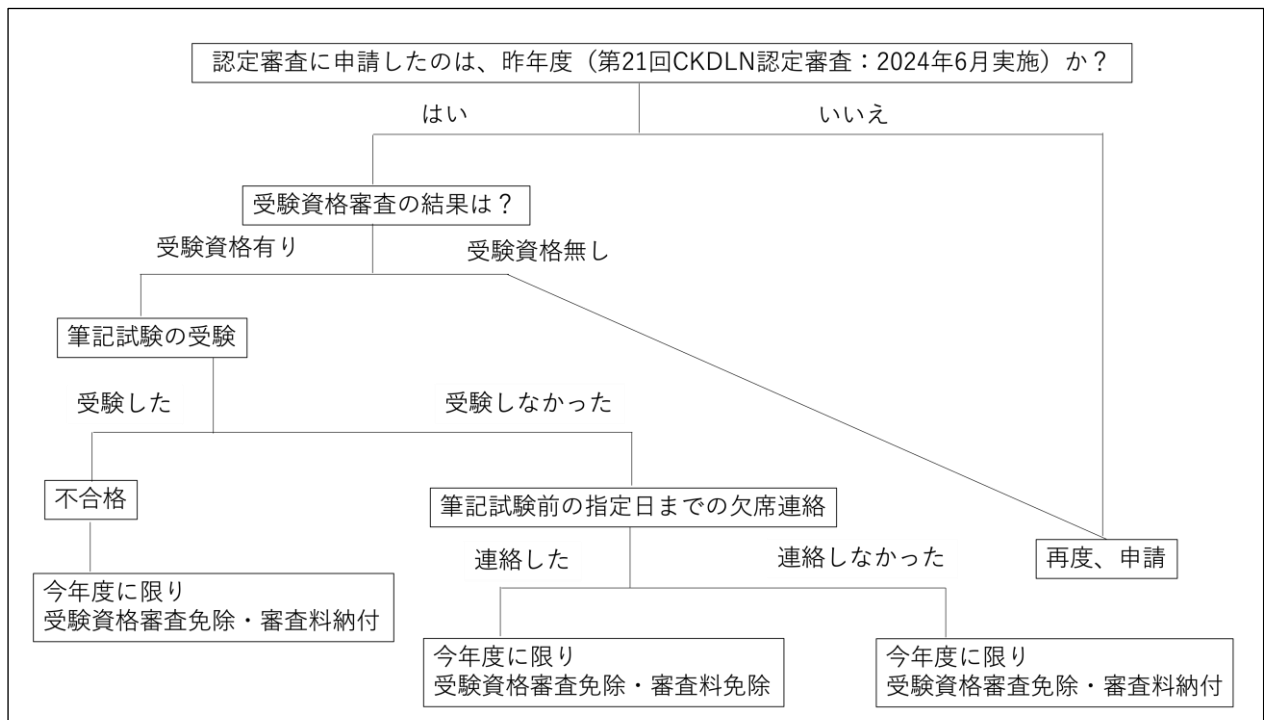 認定審査に申請したのは、昨年度（第21回CKDLN認定審査：2024年6月実施）か？
はい
いいえ
受験資格審査の結果は？
受験資格有り
受験資格無し
筆記試験の受験
受験した
受験しなかった
不合格
筆記試験前の指定日までの欠席連絡
連絡した
連絡しなかった
再度、申請
今年度に限り
受験資格審査免除・審査料納付
今年度に限り
受験資格審査免除・審査料免除
今年度に限り
受験資格審査免除・審査料納付